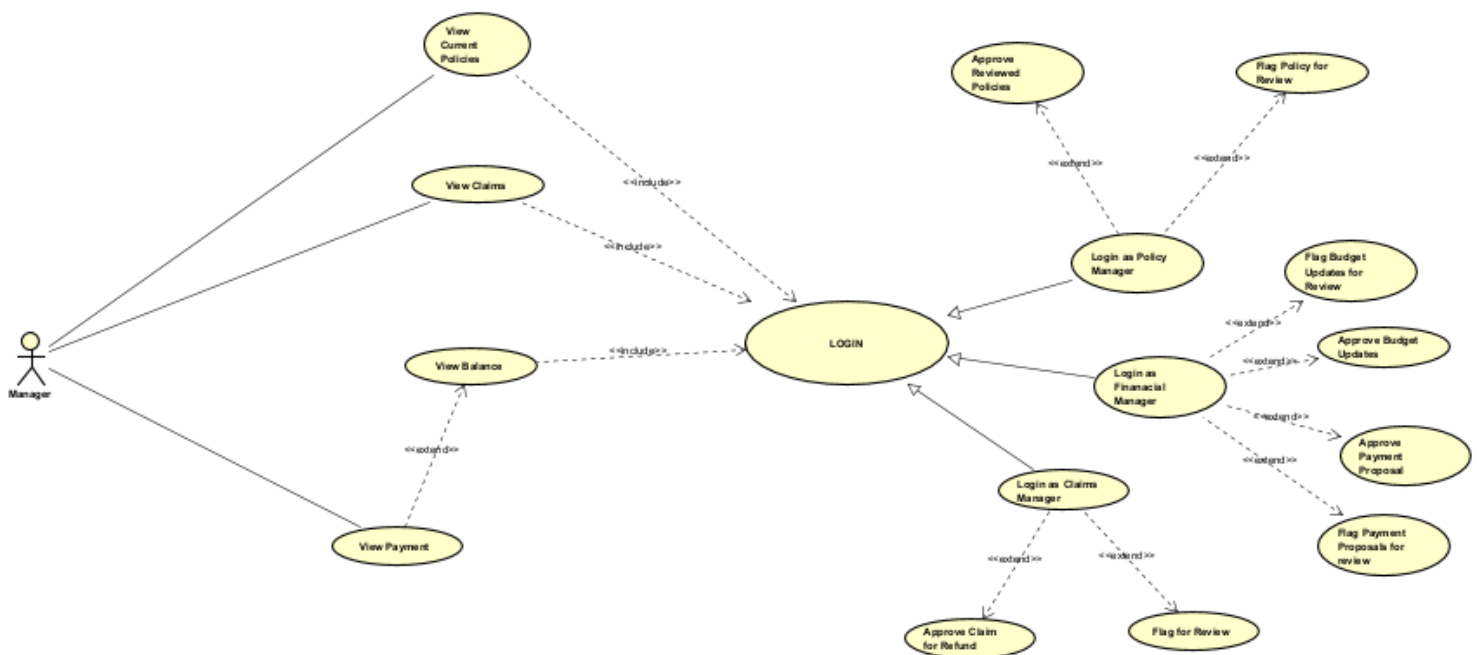 View
Current
Policies
Approve
Reviewed
Policies
Flag Policy for
Review
<<extend>>
<<extend>>
<<include>>
View Claims
<<include>>
Login as Policy
Manager
Flag Budget
Updates for
Review
<<extend>>
LOGIN
Approve Budget
Updates
<<extend>>
Manager
View Balance
<<include>>
Login as
Finanacial
Manager
<<extend>>
<<extend>>
Approve
Payment
Proposal
<<extend>>
Login as Claims
Manager
View Payment
Flag Payment
Proposals for
review
<<extend>>
<<extend>>
Approve Claim
for Refund
Flag for Review